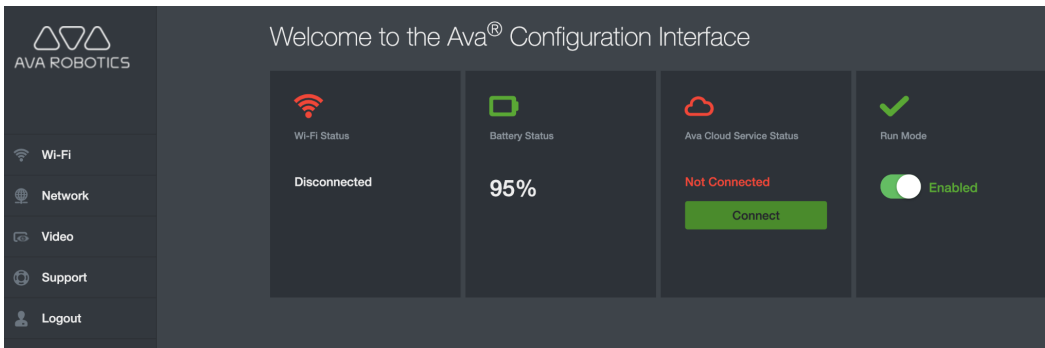 AVA ROBOTICS
Wi-Fi
Network
Video
Support
Logout
Welcome to the Ava® Configuration Interface
Wi-Fi Status
Disconnected
Battery Status
95%
Ava Cloud Service Status
Not Connected
Connect
Run Mode
Enabled